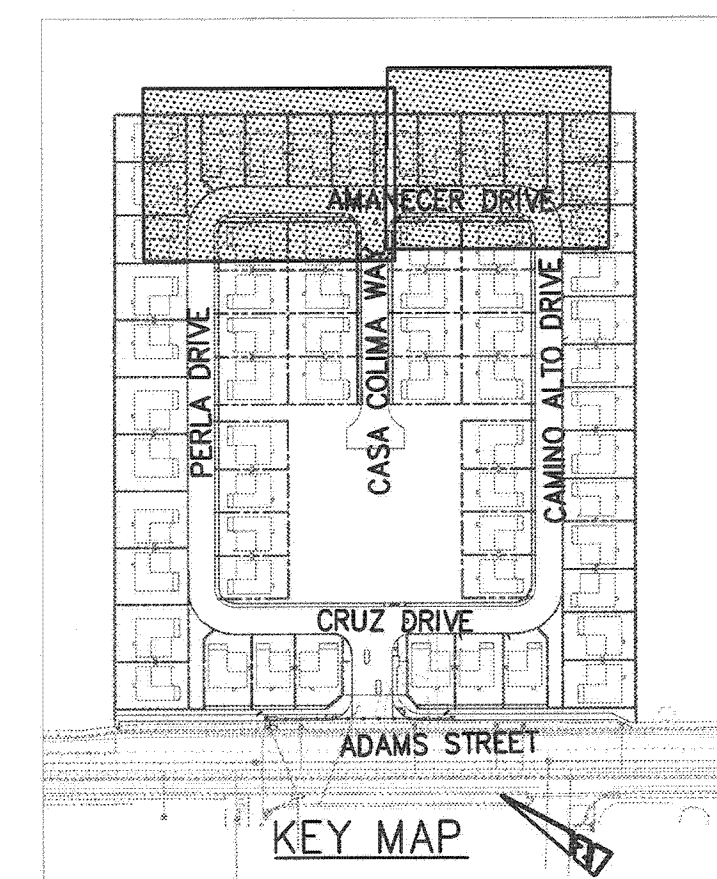 AMANECER DRIVE
PERLA DRIVE
CASA COLIMA WAY
CAMINO ALTO DRIVE
CRUZ DRIVE
ADAMS STREET
KEY MAP